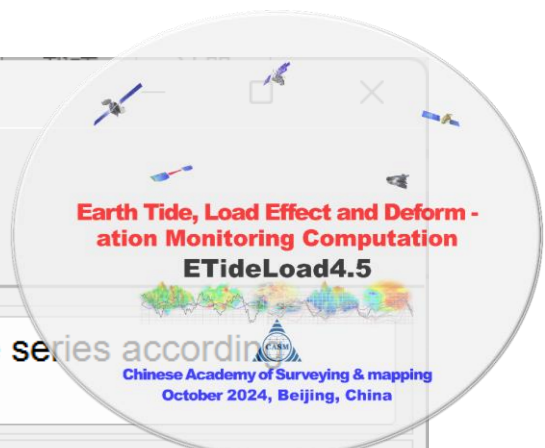 Earth Tide, Load Effect and Deform -
ation Monitoring Computation
ETideLoad4.5
series according
CASM
Chinese Academy of Surveying & mapping
October 2024, Beijing, China